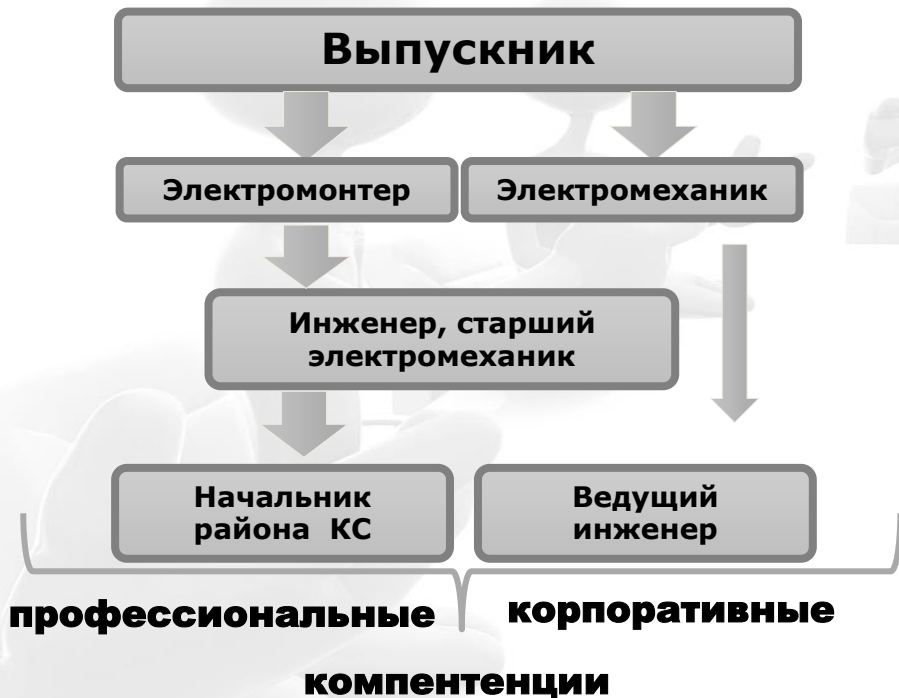 Выпускник
Электромонтер
Электромеханик
Инженер, старший
электромеханик
Начальник
района КС
Ведущий
инженер
профессиональные
корпоративные
компентенции